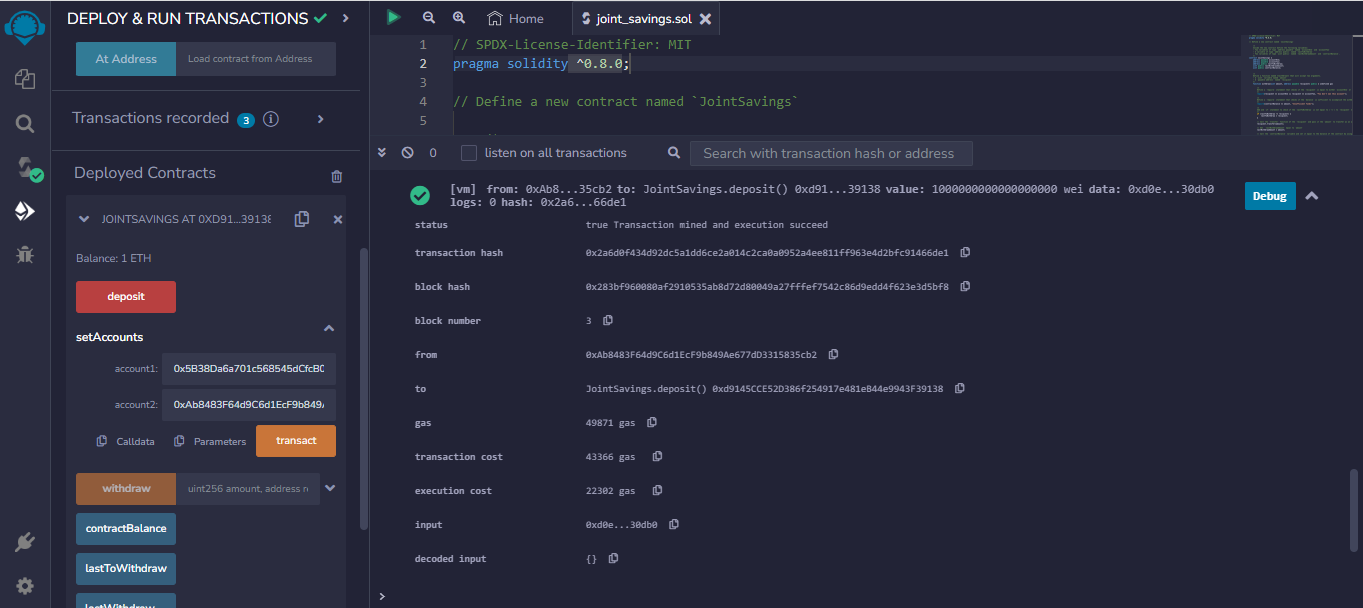 DEPLOY & RUN TRANSACTIONS
At Address
Load contract from Address
Transactions recorded 3 i
Deployed Contracts
JOINTSAVINGS AT 0XD91...39138
Balance: 1 ETH
deposit
setAccounts
account1: 0x5B38Da6a701c568545dCfcB0
account2: 0xAb8483F64d9C6d1EcF9b849
Calldata
Parameters
transact
withdraw
uint256 amount, address r
contractBalance
lastToWithdraw
lastWithdraw
Home
joint_savings.sol
1 // SPDX-License-Identifier: MIT
2 pragma solidity ^0.8.0;
3
4 // Define a new contract named `JointSavings`
5
0
listen on all transactions
Search with transaction hash or address
[vm] from: 0xAb8...35cb2 to: JointSavings.deposit() 0xd91...39138 value: 1000000000000000000 wei data: 0xd0e...30db0
logs: 0 hash: 0x2a6...66de1
Debug
status true Transaction mined and execution succeed
transaction hash 0x2a6d0f434d92dc5a1dd6ce2a014c2ca0a0952a4ee811ff963e4d2bfc91466de1
block hash 0x283bf960080af2910535ab8d72d80049a27fffef7542c86d9edd4f623e3d5bf8
block number 3
from 0xAb8483F64d9C6d1EcF9b849Ae677dD3315835cb2
to JointSavings.deposit() 0xd9145CCE52D386f254917e481eB44e9943F39138
gas 49871 gas
transaction cost 43366 gas
execution cost 22302 gas
input 0xd0e...30db0
decoded input {}
>